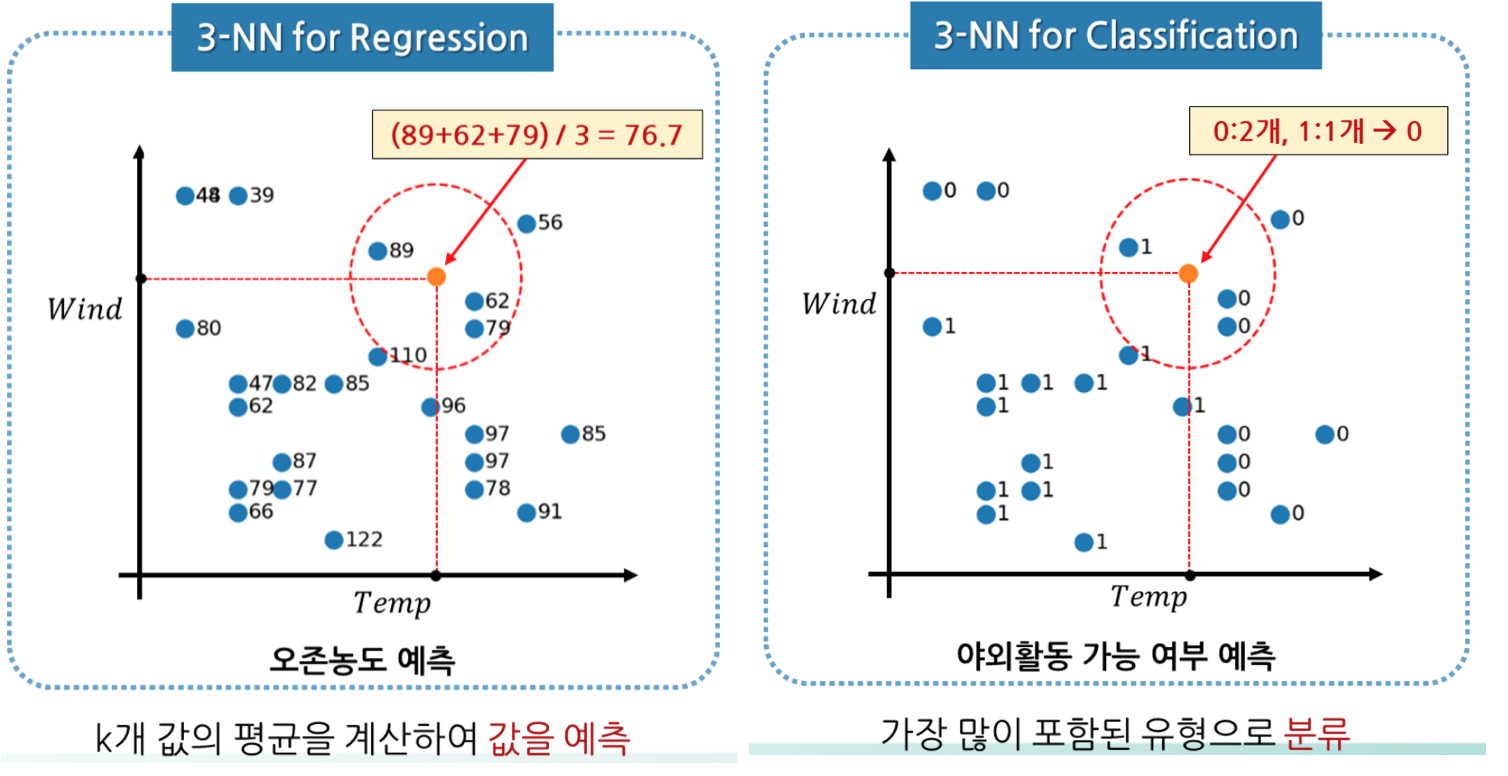 3-NN for Regression
(89+62+79) / 3 = 76.7
39
56
89
62
79
Wind
80
110
47 82 85
62
96
97 85
87
97
79 77
78
66
91
122
Temp
오존농도 예측
k개 값의 평균을 계산하여 값을 예측
3-NN for Classification
0:2개, 1:1개 → 0
0 0
0
1
0
0
Wind
1
1
1 1 1
1
1
0 0
1
0
1 1
0
1
0
1
Temp
야외활동 가능 여부 예측
가장 많이 포함된 유형으로 분류